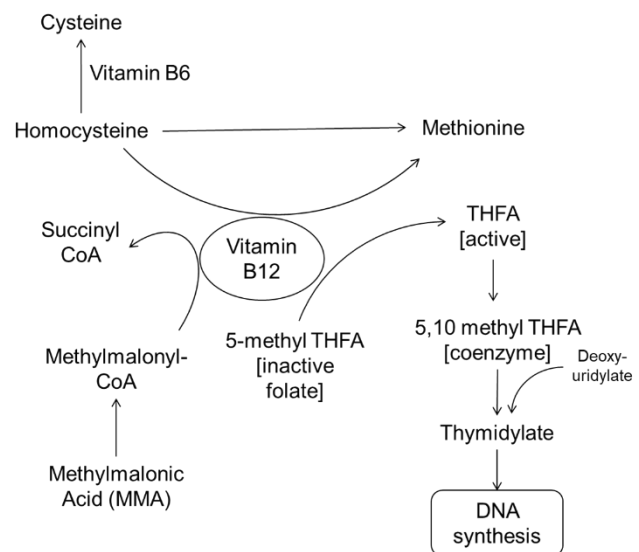 Cysteine
Vitamin B6
Homocysteine
Methionine
Succinyl
CoA
Vitamin
B12
THFA
[active]
5-methyl THFA
[inactive
folate]
5,10 methyl THFA
[coenzyme]
Deoxy-
uridylate
Methylmalonyl-
CoA
Thymidylate
Methylmalonic
Acid (MMA)
DNA
synthesis